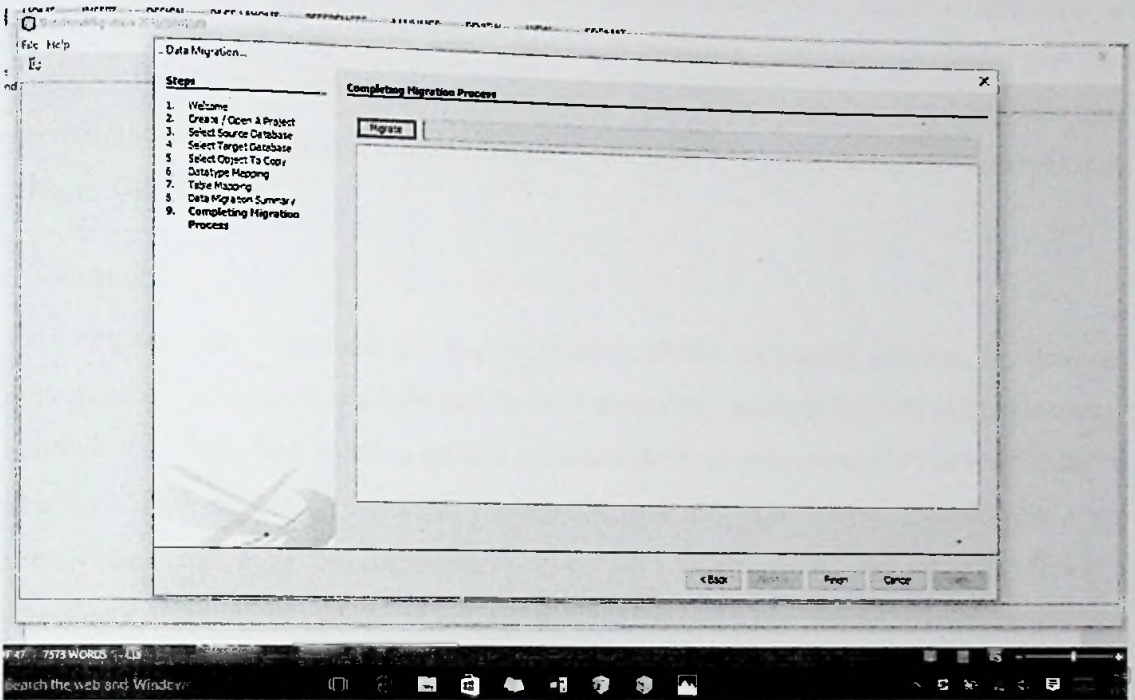 File Help
Data Migration...
Steps
1. Welcome
2. Create / Open A Project
3. Select Source Database
4 Select Target Database
5 Select Object To Copy
6 Datatype Mapping
7. Table Mapping
8 Data Migration Summary
9. Completing Migration
Process
Completing Migration Process
Migrate
< Back
Finish
Cancel
7573 WORDS
Search the web and Windows